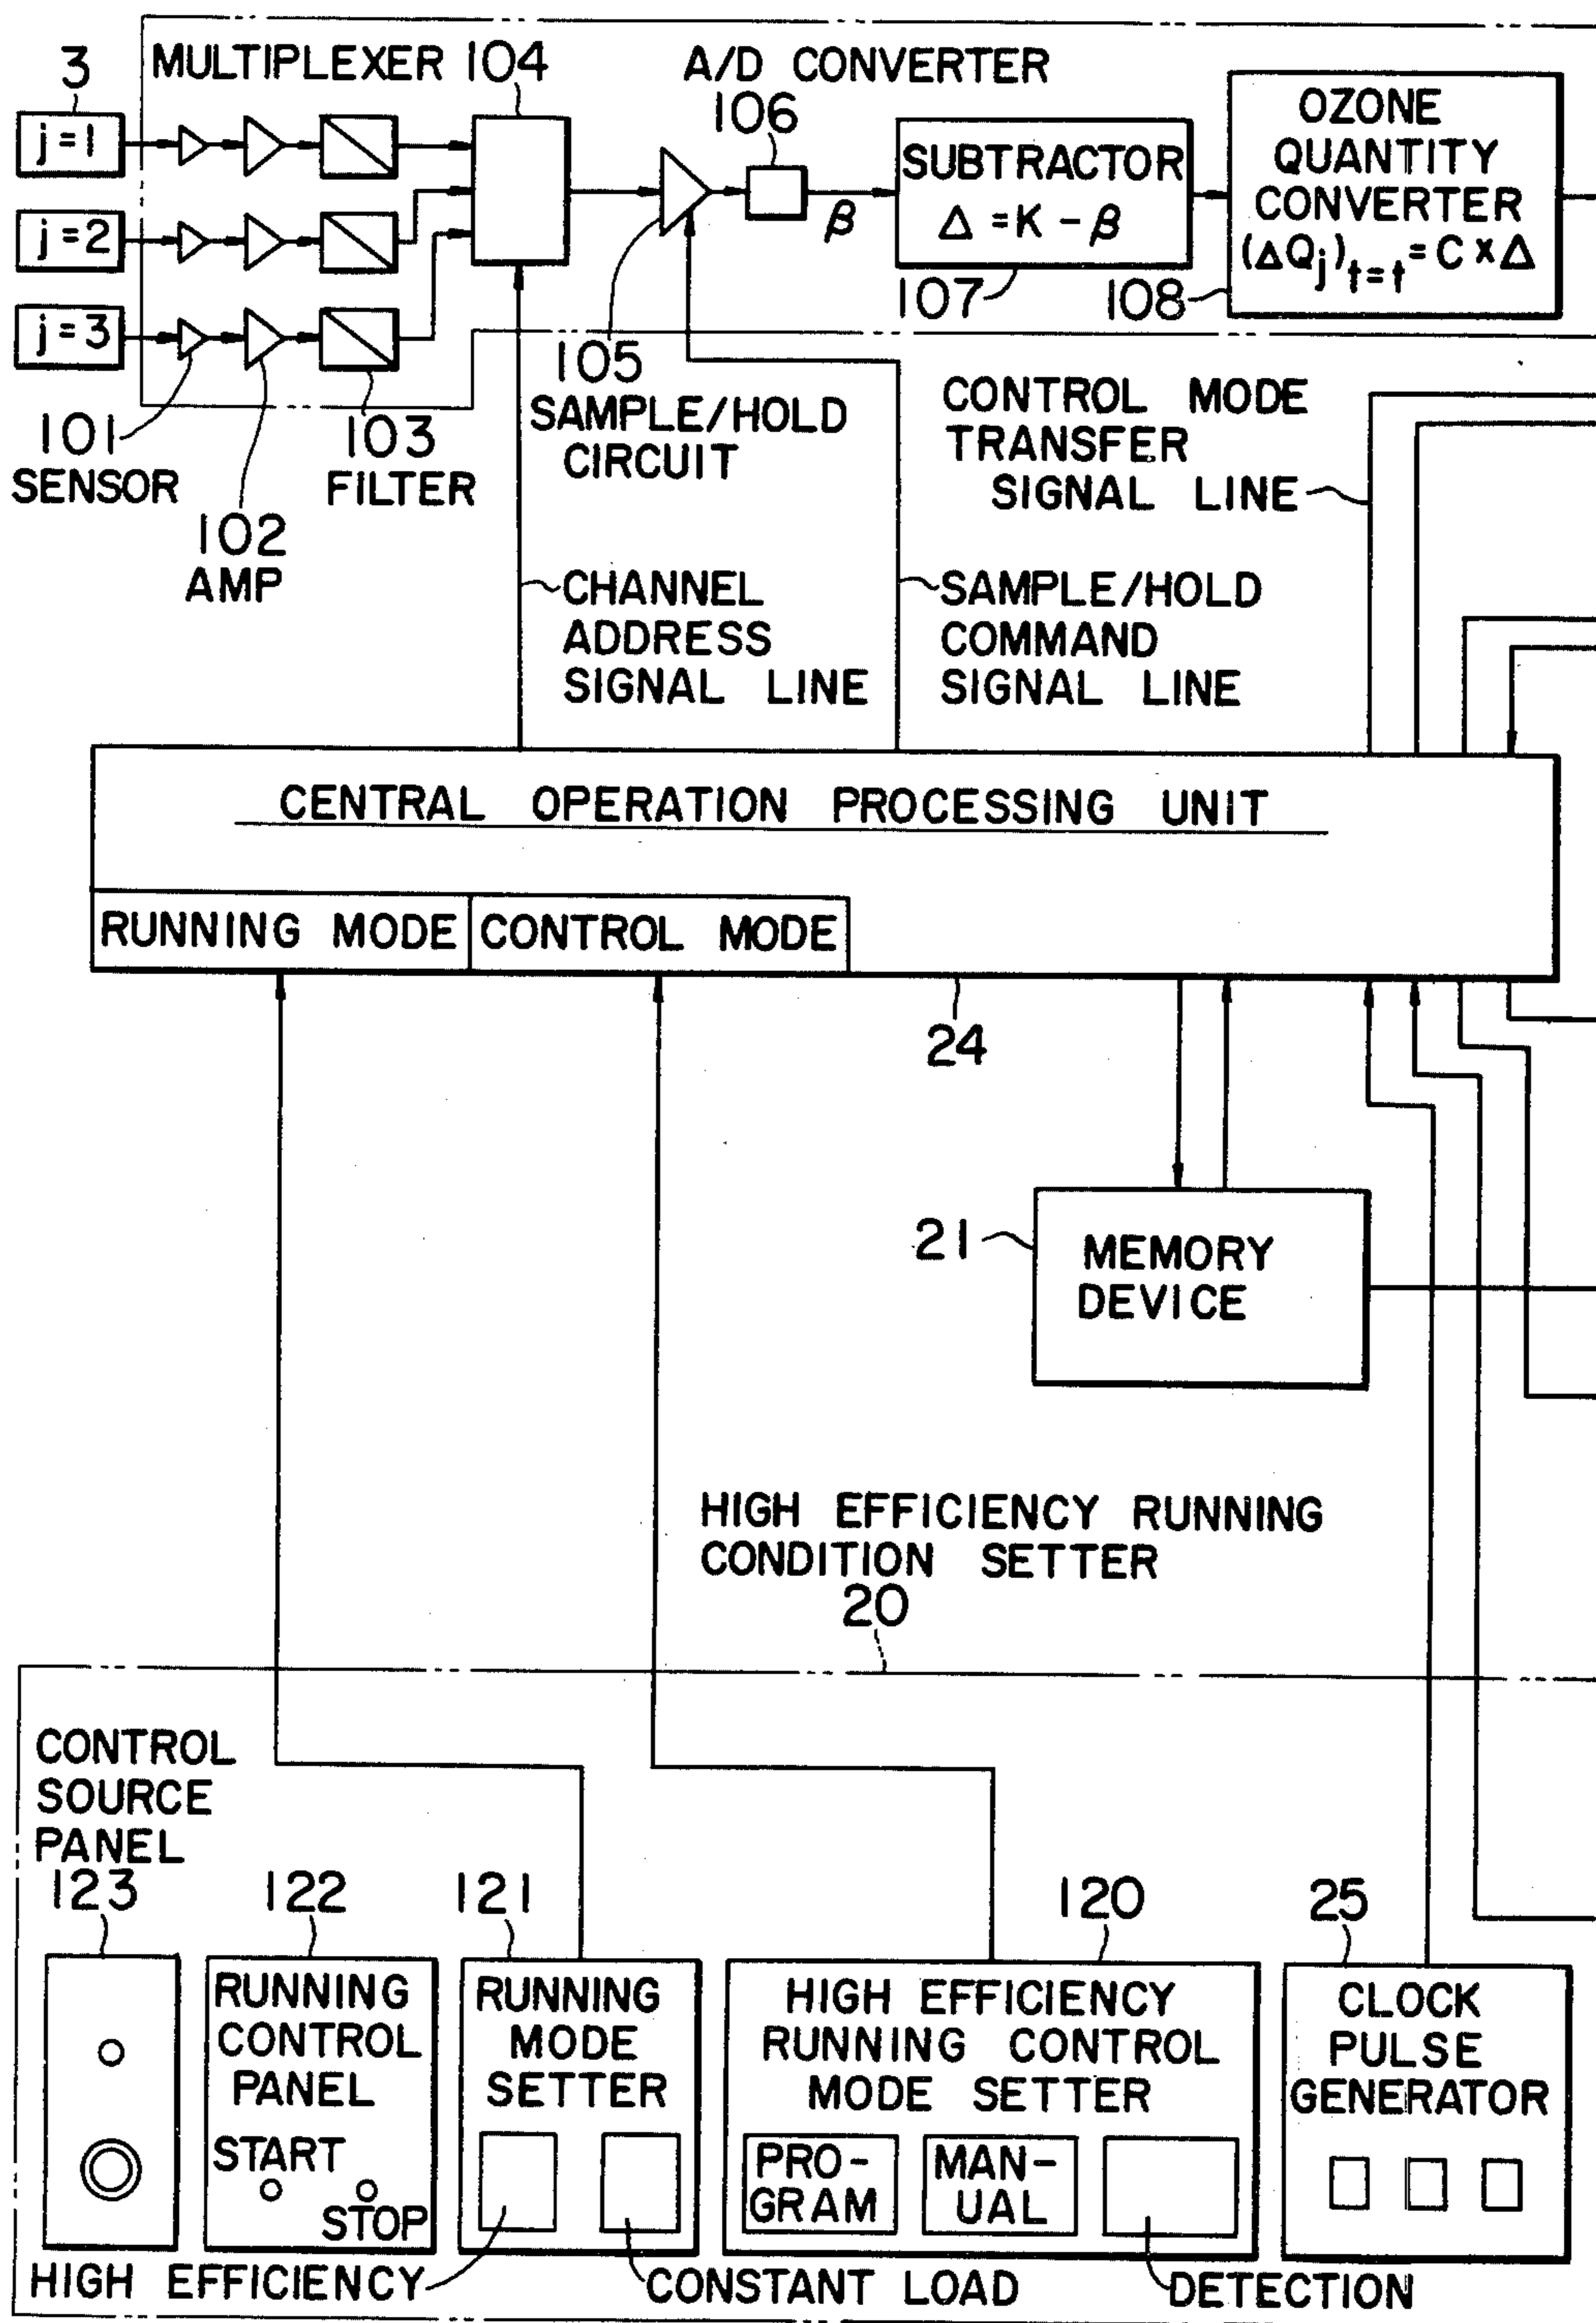 3
MULTIPLEXER 104
A/D CONVERTER
106
j=1
j=2
j=3
β
SUBTRACTOR
Δ = K - β
107
OZONE
QUANTITY
CONVERTER
(ΔQj)t=t = C × Δ
108
101
SENSOR
102
AMP
103
FILTER
105
SAMPLE/HOLD
CIRCUIT
CONTROL MODE
TRANSFER
SIGNAL LINE
CHANNEL
ADDRESS
SIGNAL LINE
SAMPLE/HOLD
COMMAND
SIGNAL LINE
CENTRAL OPERATION PROCESSING UNIT
RUNNING MODE
CONTROL MODE
24
21
MEMORY
DEVICE
HIGH EFFICIENCY RUNNING
CONDITION SETTER
20
CONTROL
SOURCE
PANEL
123
122
121
120
25
RUNNING
CONTROL
PANEL
START
STOP
RUNNING
MODE
SETTER
HIGH EFFICIENCY
RUNNING CONTROL
MODE SETTER
PRO-
GRAM
MAN-
UAL
CLOCK
PULSE
GENERATOR
HIGH EFFICIENCY
CONSTANT LOAD
DETECTION